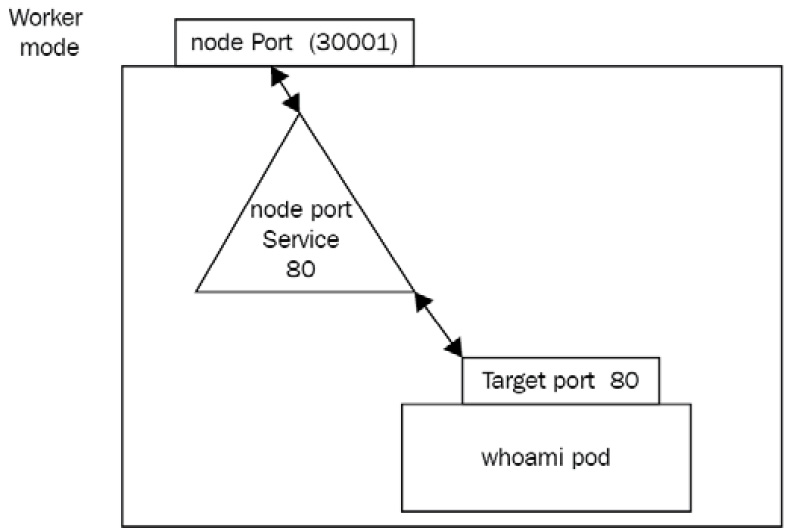 Worker
mode
node Port (30001)
node port
Service
80
Target port 80
whoami pod